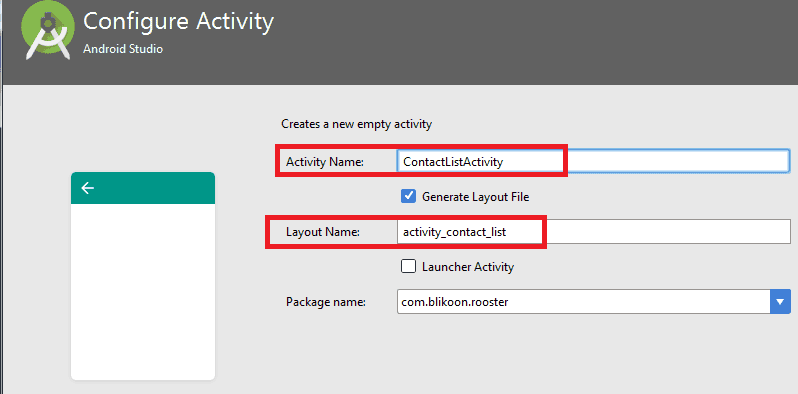 Configure Activity
Android Studio
Creates a new empty activity
Activity Name: ContactListActivity
Generate Layout File
Layout Name: activity_contact_list
Launcher Activity
Package name: com.blikoon.rooster